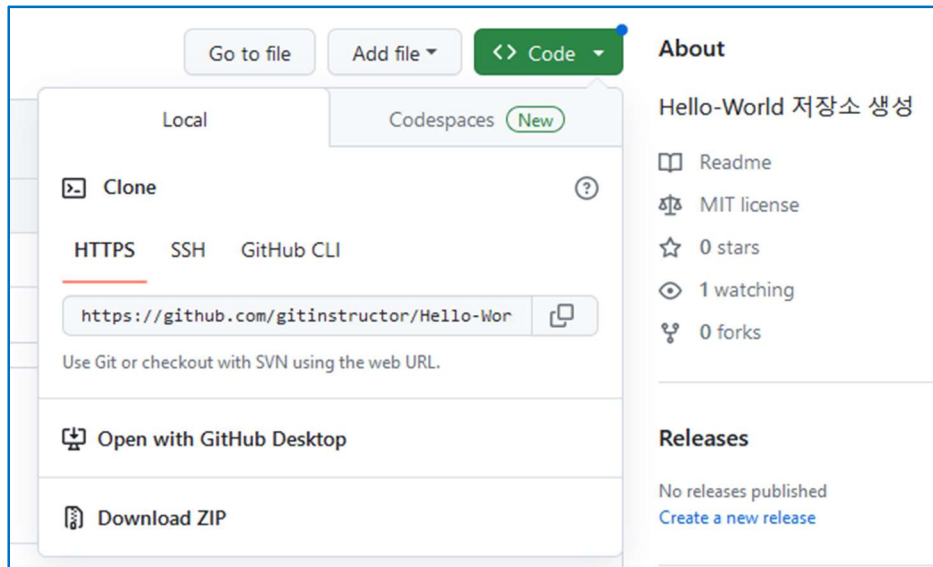 Go to file
Add file
Code
Local
Codespaces New
Clone
HTTPS SSH GitHub CLI
https://github.com/gitinstructor/Hello-Wor
Use Git or checkout with SVN using the web URL.
Open with GitHub Desktop
Download ZIP
About
Hello-World 저장소 생성
Readme
MIT license
0 stars
1 watching
0 forks
Releases
No releases published
Create a new release